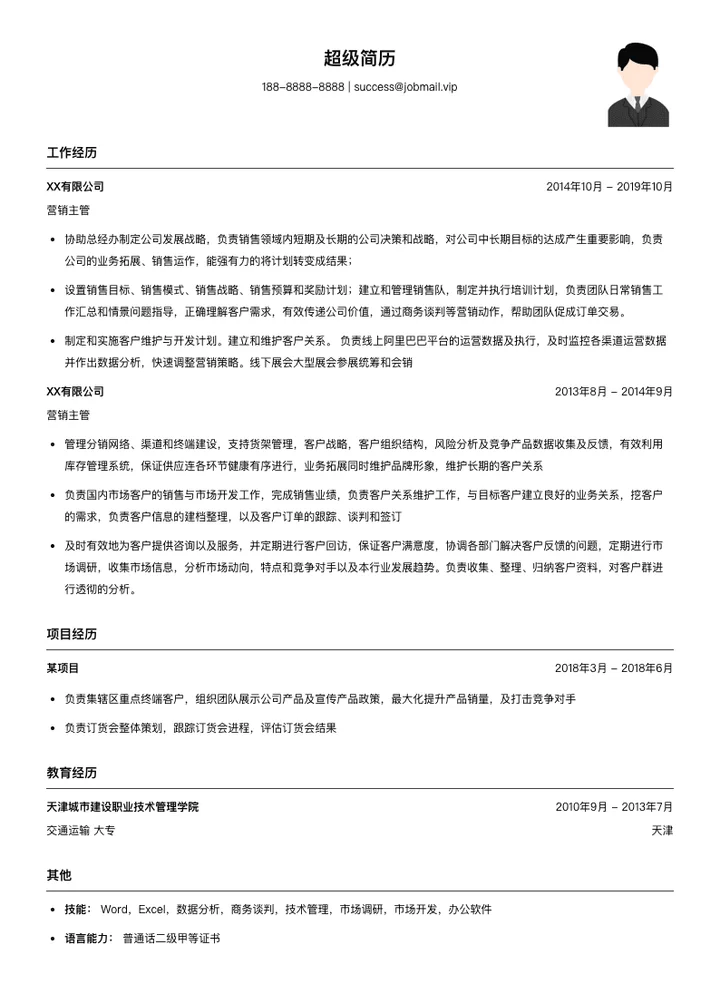 超级简历
188-8888-8888 | success@jobmail.vip
工作经历
XX有限公司 2014年10月 – 2019年10月
营销主管
• 协助总经办制定公司发展战略，负责销售领域内短期及长期的公司决策和战略，对公司中长期目标的达成产生重要影响，负责
公司的业务拓展、销售运作，能强有力的将计划转变成结果；
• 设置销售目标、销售模式、销售战略、销售预算和奖励计划；建立和管理销售队，制定并执行培训计划，负责团队日常销售工
作汇总和情景问题指导，正确理解客户需求，有效传递公司价值，通过商务谈判等营销动作，帮助团队促成订单交易。
• 制定和实施客户维护与开发计划。建立和维护客户关系。 负责线上阿里巴巴平台的运营数据及执行，及时监控各渠道运营数据
并作出数据分析，快速调整营销策略。线下展会大型展会参展统筹和会销
XX有限公司 2013年8月 – 2014年9月
营销主管
• 管理分销网络、渠道和终端建设，支持货架管理，客户战略，客户组织结构，风险分析及竞争产品数据收集及反馈，有效利用
库存管理系统，保证供应连各环节健康有序进行，业务拓展同时维护品牌形象，维护长期的客户关系
• 负责国内市场客户的销售与市场开发工作，完成销售业绩，负责客户关系维护工作，与目标客户建立良好的业务关系，挖客户
的需求，负责客户信息的建档整理，以及客户订单的跟踪、谈判和签订
• 及时有效地为客户提供咨询以及服务，并定期进行客户回访，保证客户满意度，协调各部门解决客户反馈的问题，定期进行市
场调研，收集市场信息，分析市场动向，特点和竞争对手以及本行业发展趋势。负责收集、整理、归纳客户资料，对客户群进
行透彻的分析。
项目经历
某项目 2018年3月 – 2018年6月
• 负责集辖区重点终端客户，组织团队展示公司产品及宣传产品政策，最大化提升产品销量，及打击竞争对手
• 负责订货会整体策划，跟踪订货会进程，评估订货会结果
教育经历
天津城市建设职业技术管理学院 2010年9月 – 2013年7月
交通运输 大专 天津
其他
• 技能： Word，Excel，数据分析，商务谈判，技术管理，市场调研，市场开发，办公软件
• 语言能力： 普通话二级甲等证书